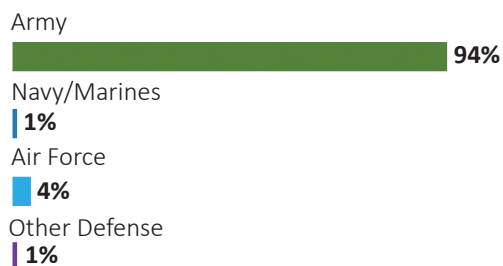 Army
94%
Navy/Marines
1%
Air Force
4%
Other Defense
1%